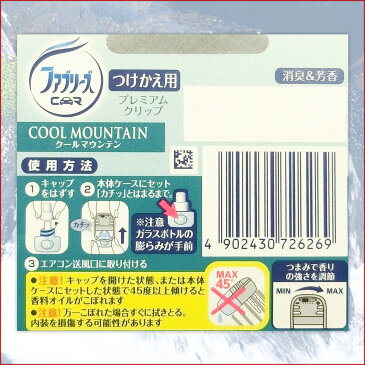 ファブリーズ
CAR
つけかえ用
プレミアム
クリップ
消臭&芳香
COOL MOUNTAIN
クールマウンテン
使用方法
1 キャップをはずす
2 本体ケースにセット
「カチッ」とはまるまで。
カチッ
※注意
ガラスボトルの
膨らみが手前
4 902430 726269
3 エアコン送風口に取り付ける
注意! キャップを開けた状態、または本体
ケースにセットした状態で45度以上傾けると
香料オイルがこぼれます
注意! 万一こぼれた場合すぐに拭きとる。
内装を損傷する可能性があります
MAX
45°
つまみで香り
の強さを調節
MIN
MAX